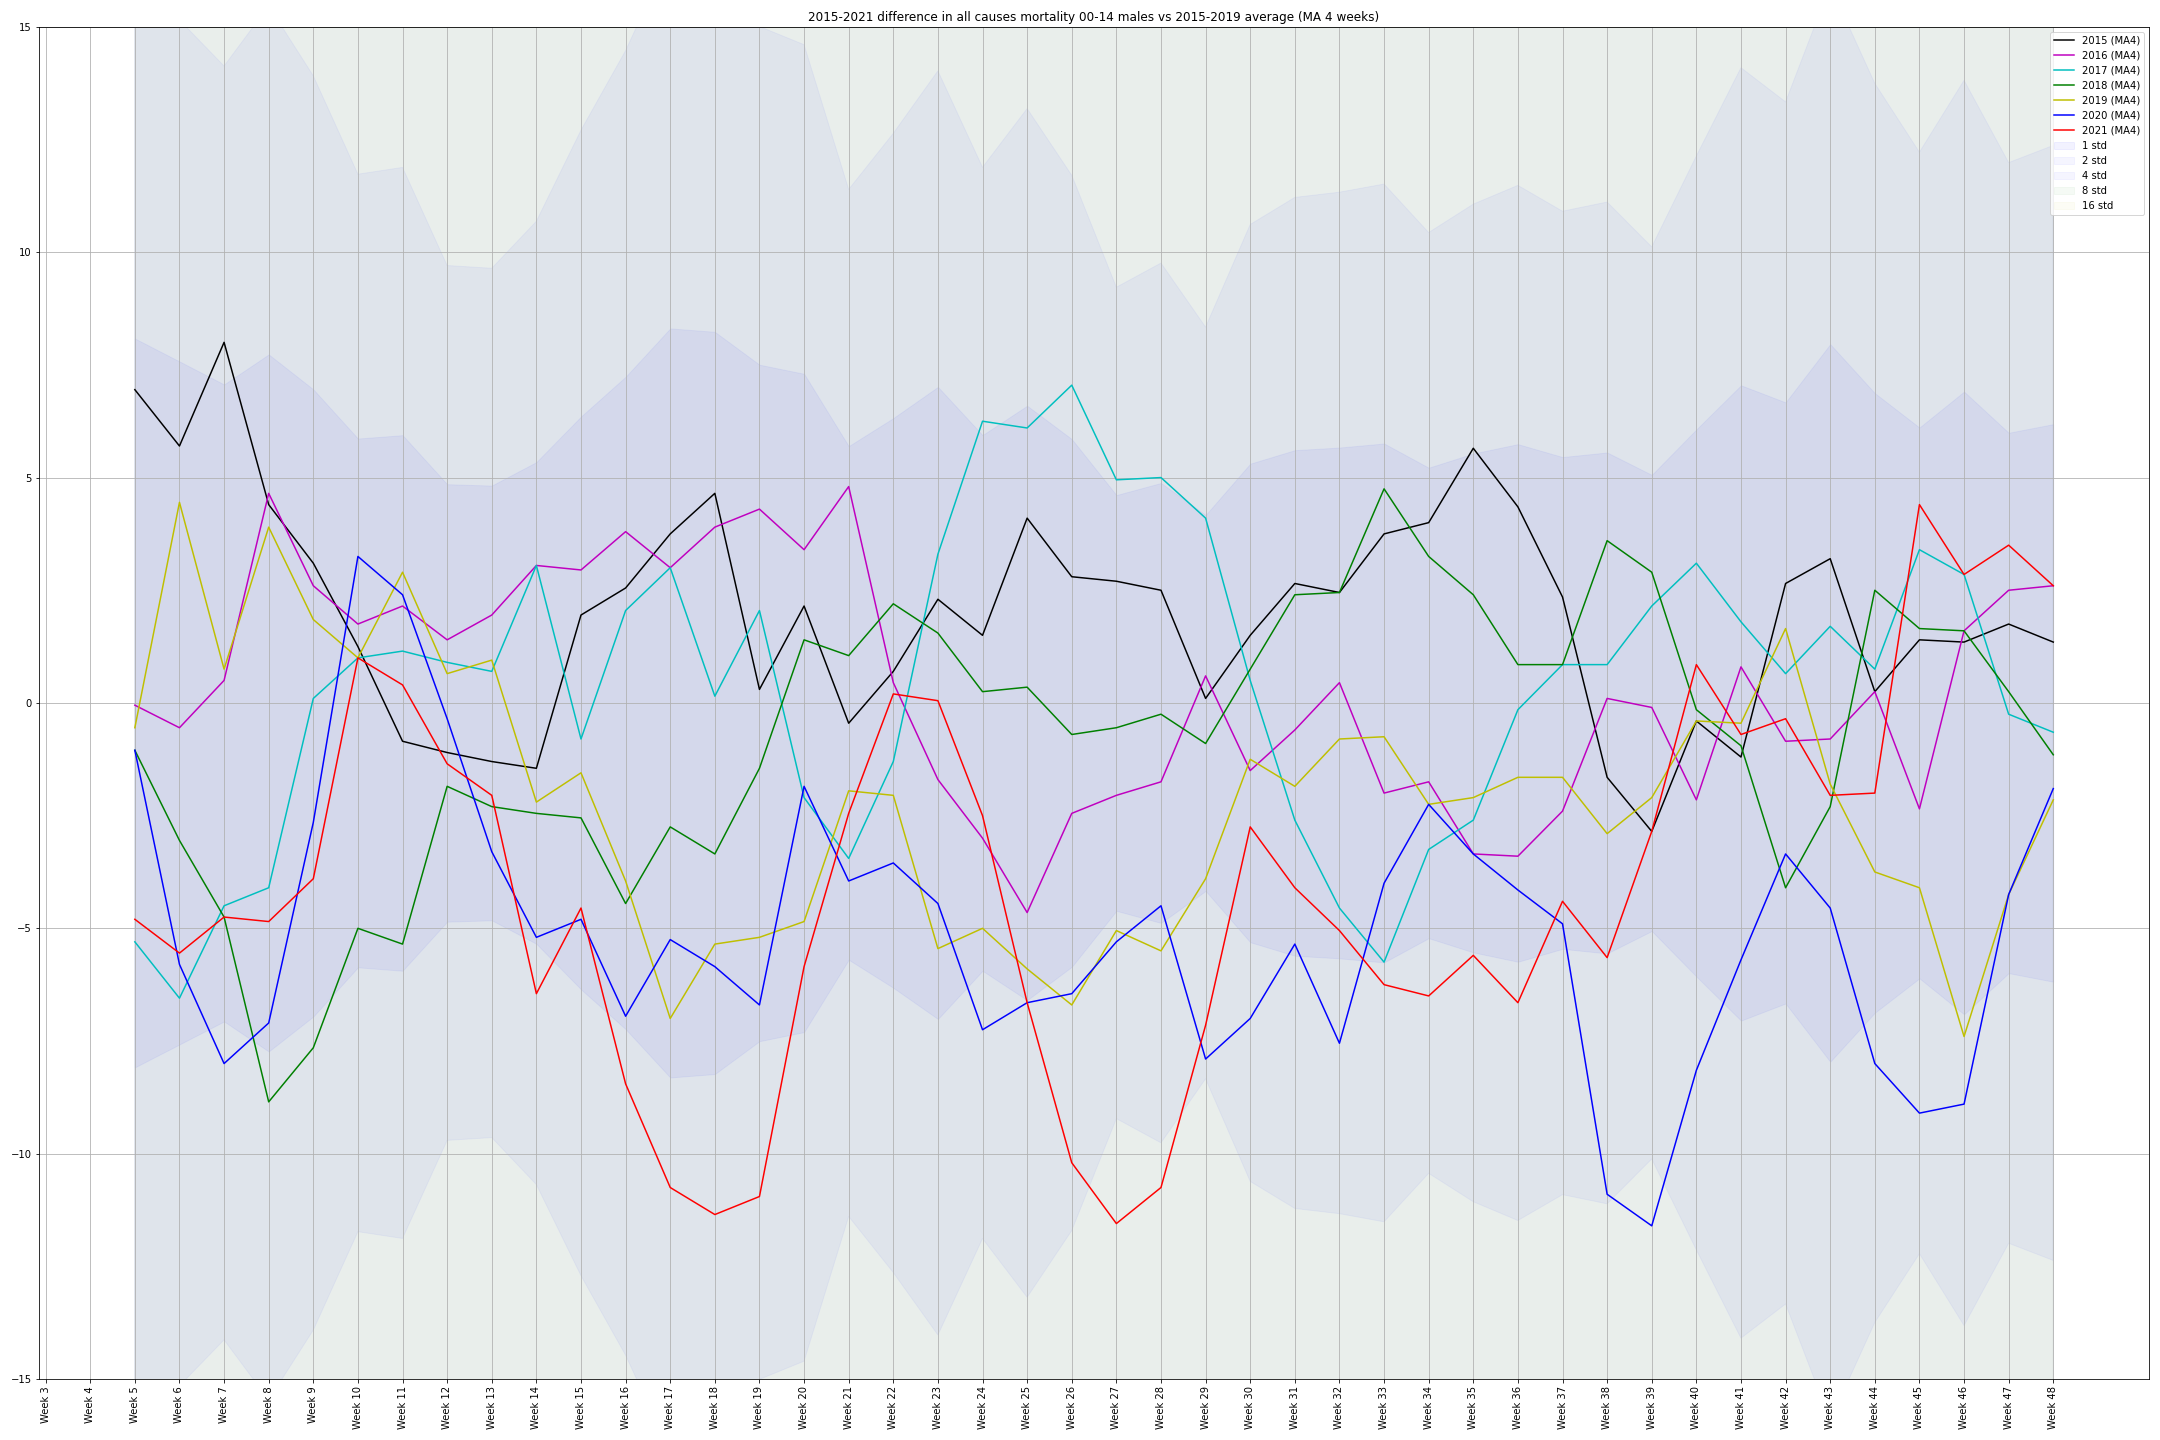 2015-2021 difference in all causes mortality 00-14 males vs 2015-2019 average (MA 4 weeks)
15
10
5
0
−5
−10
−15
2015 (MA4)
2016 (MA4)
2017 (MA4)
2018 (MA4)
2019 (MA4)
2020 (MA4)
2021 (MA4)
1 std
2 std
4 std
8 std
16 std
Week 3
Week 4
Week 5
Week 6
Week 7
Week 8
Week 9
Week 10
Week 11
Week 12
Week 13
Week 14
Week 15
Week 16
Week 17
Week 18
Week 19
Week 20
Week 21
Week 22
Week 23
Week 24
Week 25
Week 26
Week 27
Week 28
Week 29
Week 30
Week 31
Week 32
Week 33
Week 34
Week 35
Week 36
Week 37
Week 38
Week 39
Week 40
Week 41
Week 42
Week 43
Week 44
Week 45
Week 46
Week 47
Week 48